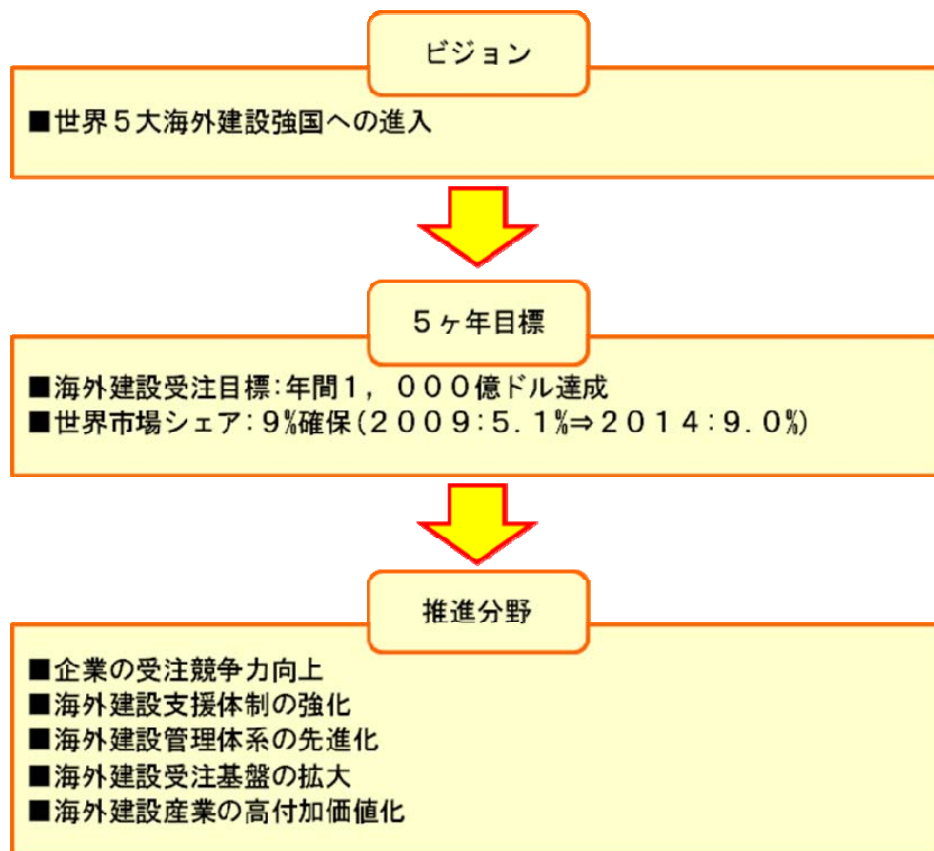 ビジョン
■世界５大海外建設強国への進入
５ヶ年目標
■海外建設受注目標:年間１，０００億ドル達成
■世界市場シェア:9%確保(２００９:５.１%⇒２０１４:９.０%)
推進分野
■企業の受注競争力向上
■海外建設支援体制の強化
■海外建設管理体系の先進化
■海外建設受注基盤の拡大
■海外建設産業の高付加価値化